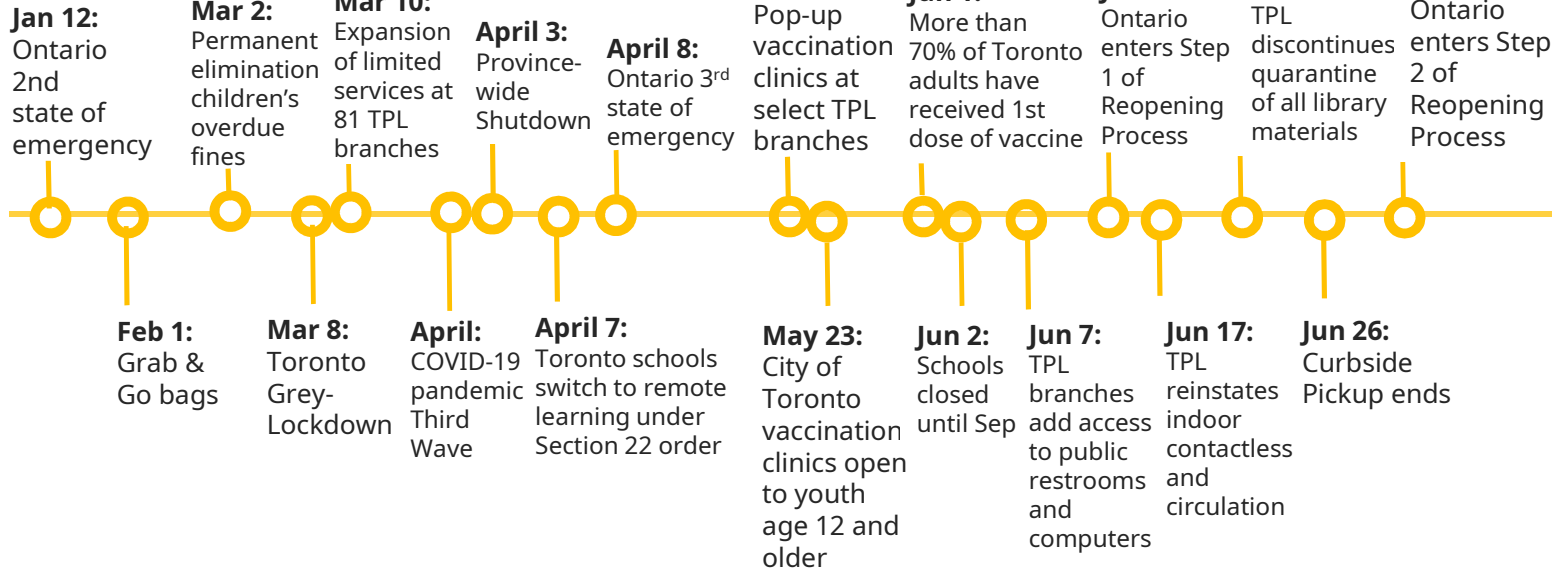 Jan 12:
Ontario
2nd
state of
emergency
Mar 2:
Permanent
elimination
children’s
overdue
fines
Mar 10:
Expansion
of limited
services at
81 TPL
branches
April 3:
Province-
wide
Shutdown
April 8:
Ontario 3rd
state of
emergency
Pop-up
vaccination
clinics at
select TPL
branches
More than
70% of Toronto
adults have
received 1st
dose of vaccine
Ontario
enters Step
1 of
Reopening
Process
TPL
discontinues
quarantine
of all library
materials
Ontario
enters Step
2 of
Reopening
Process
Feb 1:
Grab &
Go bags
Mar 8:
Toronto
Grey-
Lockdown
April:
COVID-19
pandemic
Third
Wave
April 7:
Toronto schools
switch to remote
learning under
Section 22 order
May 23:
City of
Toronto
vaccination
clinics open
to youth
age 12 and
older
Jun 2:
Schools
closed
until Sep
Jun 7:
TPL
branches
add access
to public
restrooms
and
computers
Jun 17:
TPL
reinstates
indoor
contactless
and
circulation
Jun 26:
Curbside
Pickup ends